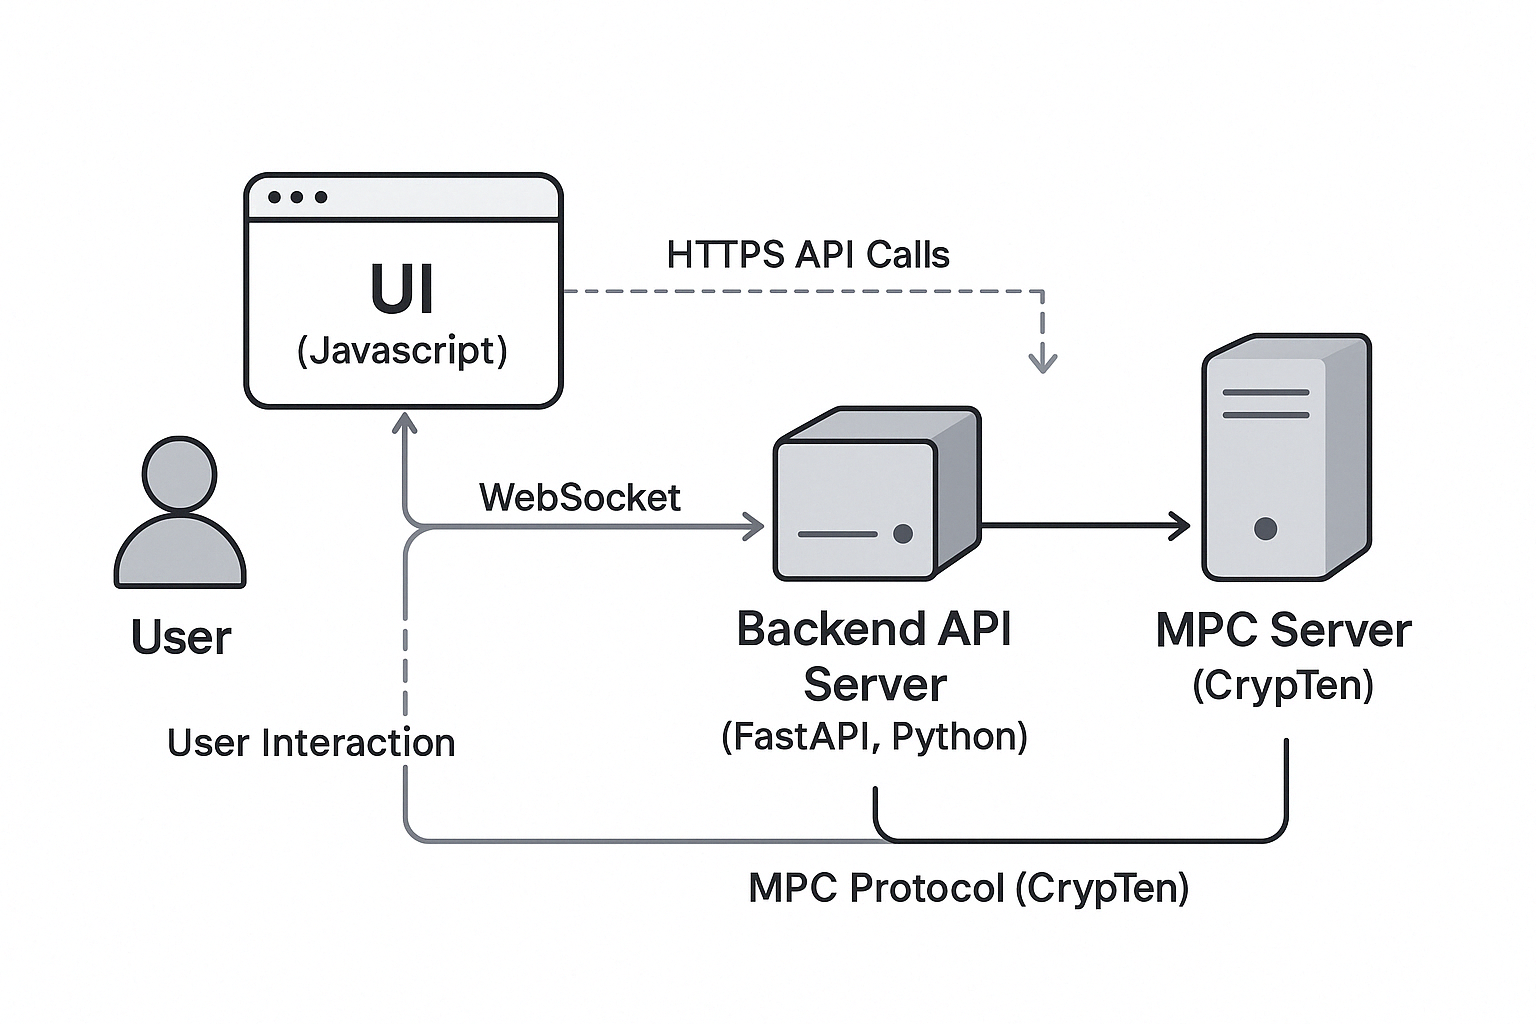 UI
(Javascript)
HTTPS API Calls
WebSocket
User
User Interaction
Backend API
Server
(FastAPI, Python)
MPC Server
(CrypTen)
MPC Protocol (CrypTen)